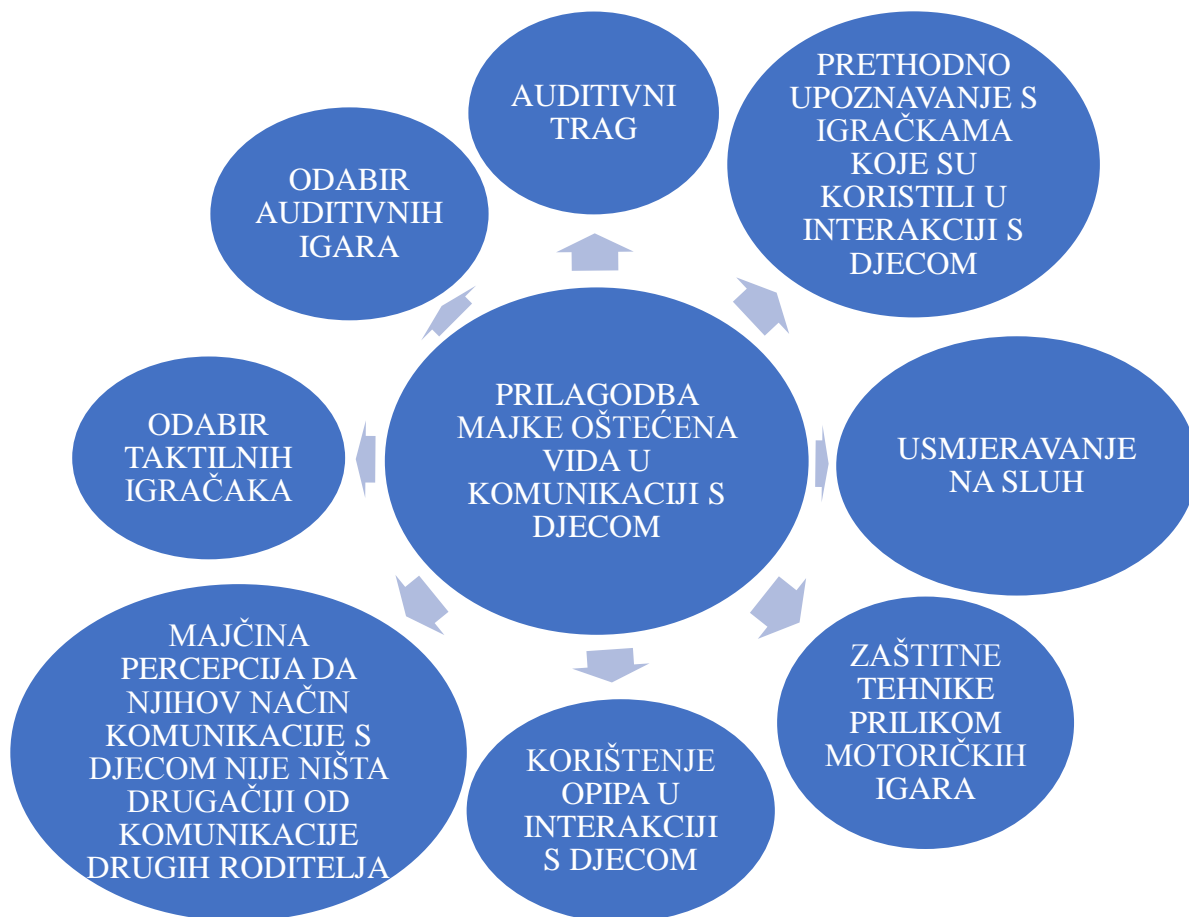 AUDITIVNI
TRAG
PRETHODNO
UPOZNAVANJE S
IGRAČKAMA
KOJE SU
KORISTILI U
INTERAKCIJI S
DJECOM
USMJERAVANJE
NA SLUH
ZAŠTITNE
TEHNIKE
PRILIKOM
MOTORIČKIH
IGARA
KORIŠTENJE
OPIPA U
INTERAKCIJI
S DJECOM
MAJČINA
PERCEPCIJA DA
NJIHOV NAČIN
KOMUNIKACIJE S
DJECOM NIJE NIŠTA
DRUGAČIJI OD
KOMUNIKACIJE
DRUGIH RODITELJA
ODABIR
TAKTILNIH
IGRAČAKA
ODABIR
AUDITIVNIH
IGARA
PRILAGODBA
MAJKE OŠTEĆENA
VIDA U
KOMUNIKACIJI S
DJECOM